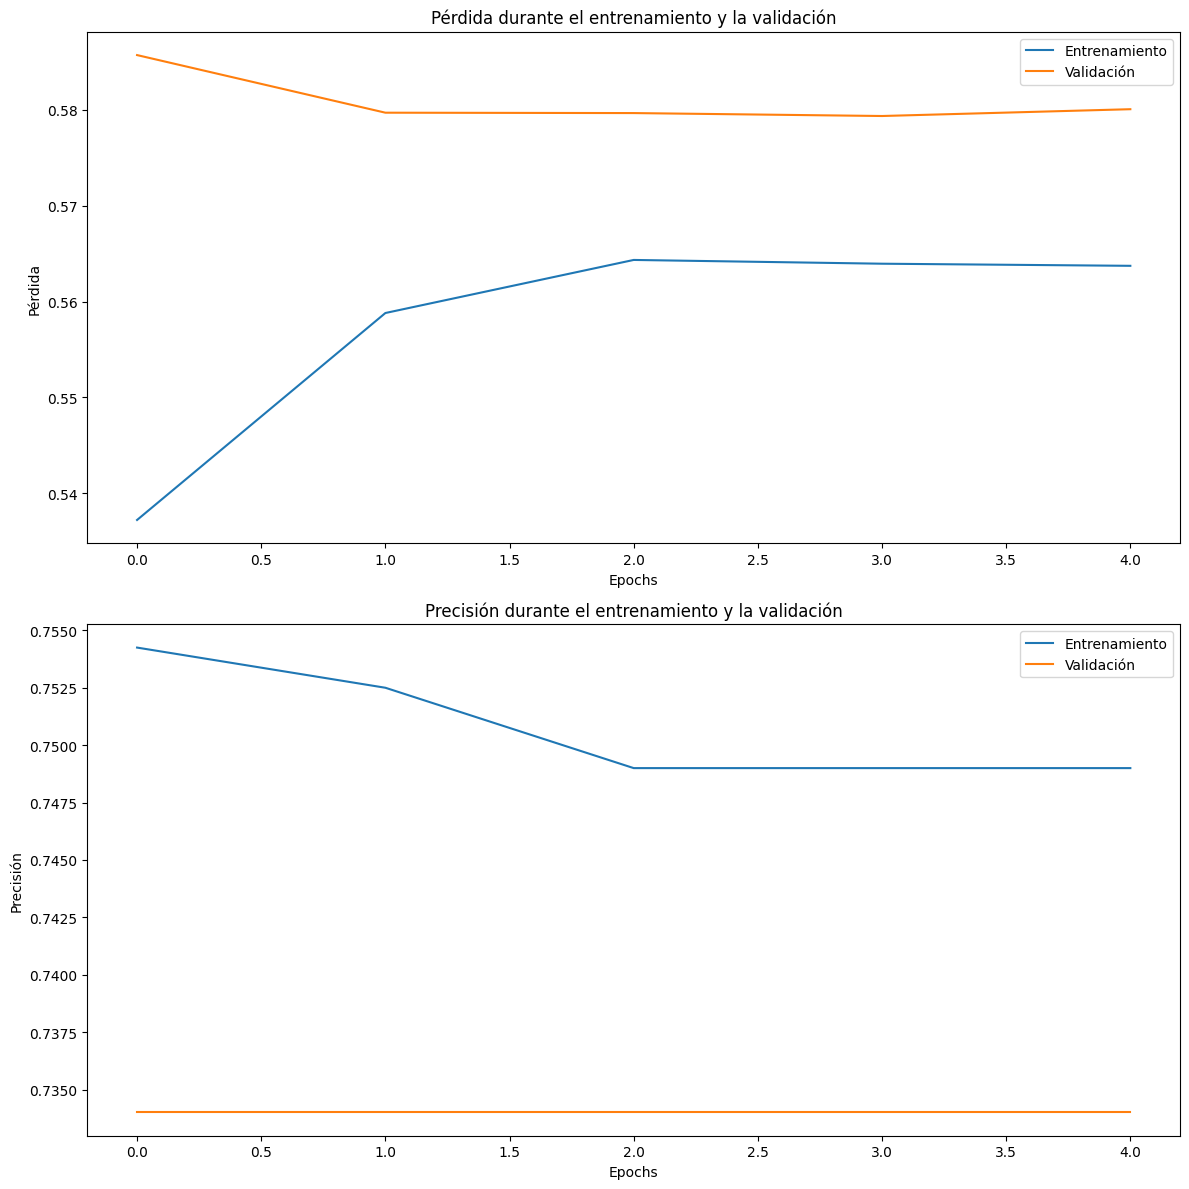 Pérdida durante el entrenamiento y la validación
Entrenamiento
Validación
0.58
0.57
0.56
0.55
0.54
Pérdida
0.0 0.5 1.0 1.5 2.0 2.5 3.0 3.5 4.0
Epochs
Precisión durante el entrenamiento y la validación
Entrenamiento
Validación
0.7550
0.7525
0.7500
0.7475
0.7450
0.7425
0.7400
0.7375
0.7350
Precisión
0.0 0.5 1.0 1.5 2.0 2.5 3.0 3.5 4.0
Epochs